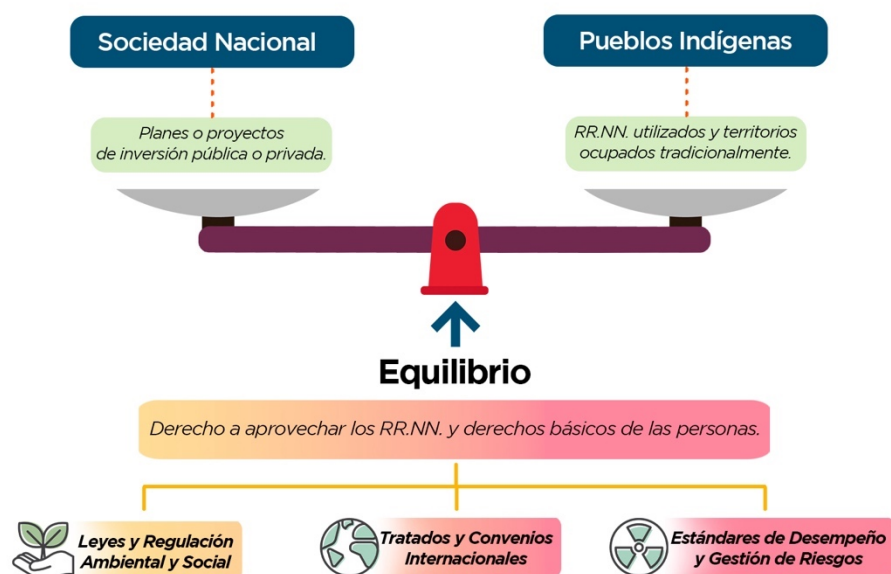 Sociedad Nacional
Pueblos Indígenas
Planes o proyectos
de inversión pública o privada.
RR.NN. utilizados y territorios
ocupados tradicionalmente.
Equilibrio
Derecho a aprovechar los RR.NN. y derechos básicos de las personas.
Leyes y Regulación
Ambiental y Social
Tratados y Convenios
Internacionales
Estándares de Desempeño
y Gestión de Riesgos